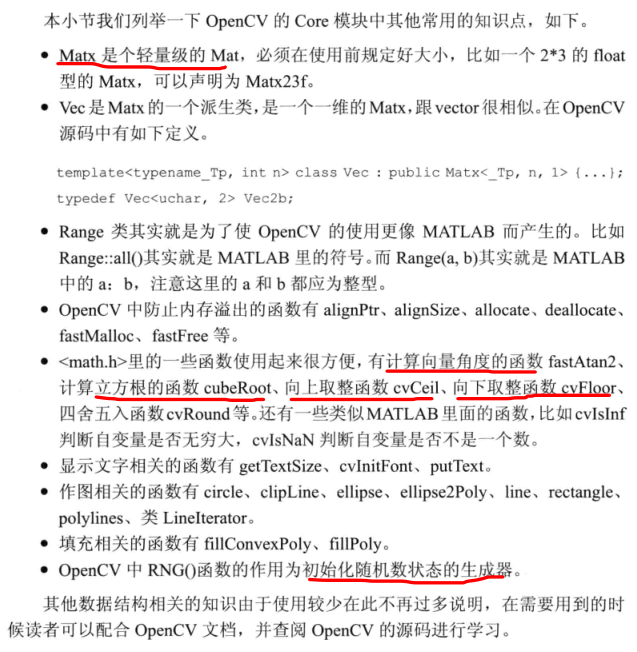 本小节我们列举一下 OpenCV 的 Core 模块中其他常用的知识点，如下。
● Matx 是个轻量级的 Mat，必须在使用前规定好大小，比如一个 2*3 的 float
型的 Matx，可以声明为 Matx23f。
● Vec 是 Matx 的一个派生类，是一个一维的 Matx，跟 vector 很相似。在 OpenCV
源码中有如下定义。
template<typename_Tp, int n> class Vec : public Matx<_Tp, n, 1> {...};
typedef Vec<uchar, 2> Vec2b;
● Range 类其实就是为了使 OpenCV 的使用更像 MATLAB 而产生的。比如
Range::all()其实就是 MATLAB 里的符号。而 Range(a, b)其实就是 MATLAB
中的 a：b，注意这里的 a 和 b 都应为整型。
● OpenCV 中防止内存溢出的函数有 alignPtr、alignSize、allocate、deallocate、
fastMalloc、fastFree 等。
● <math.h>里的一些函数使用起来很方便，有计算向量角度的函数 fastAtan2、
计算立方根的函数 cubeRoot、向上取整函数 cvCeil、向下取整函数 cvFloor、
四舍五入函数 cvRound 等。还有一些类似 MATLAB 里面的函数，比如 cvIsInf
判断自变量是否无穷大，cvIsNaN 判断自变量是否不是一个数。
● 显示文字相关的函数有 getTextSize、cvInitFont、putText。
● 作图相关的函数有 circle、clipLine、ellipse、ellipse2Poly、line、rectangle、
polylines、类 LineIterator。
● 填充相关的函数有 fillConvexPoly、fillPoly。
● OpenCV 中 RNG()函数的作用为初始化随机数状态的生成器。
其他数据结构相关的知识由于使用较少在此不再过多说明，在需要用到的时
候读者可以配合 OpenCV 文档，并查阅 OpenCV 的源码进行学习。